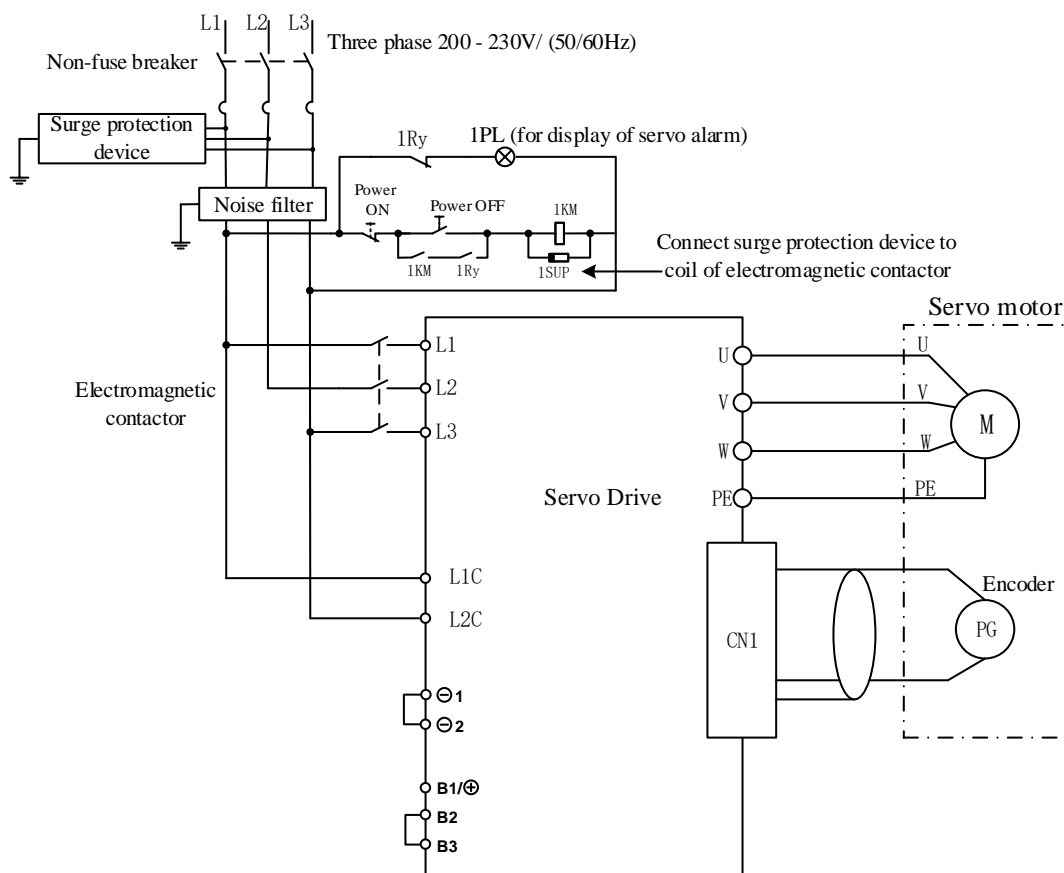 L1
L2
L3
Three phase 200 - 230V/ (50/60Hz)
Non-fuse breaker
Surge protection
device
1Ry
1PL (for display of servo alarm)
Noise filter
Power
ON
Power OFF
1KM
1KM
1Ry
1SUP
Connect surge protection device to
coil of electromagnetic contactor
Servo motor
L1
L2
L3
Electromagnetic
contactor
U
V
W
PE
U
V
W
PE
M
Servo Drive
L1C
L2C
CN1
Encoder
PG
⊖1
⊖2
B1/⊕
B2
B3